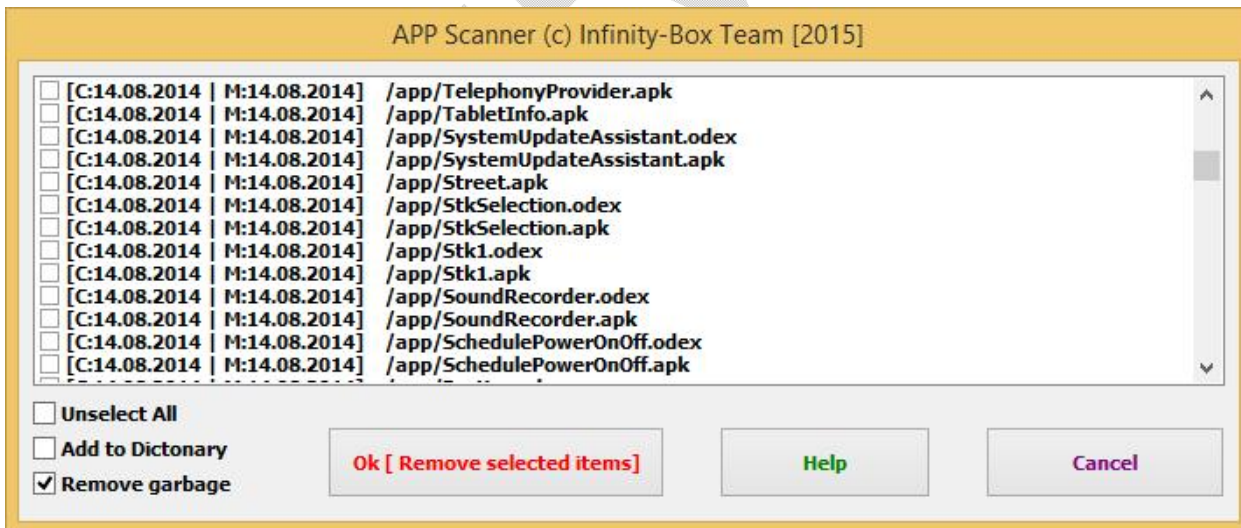 APP Scanner (c) Infinity-Box Team [2015]
[C:14.08.2014 | M:14.08.2014] /app/TelephonyProvider.apk
[C:14.08.2014 | M:14.08.2014] /app/TabletInfo.apk
[C:14.08.2014 | M:14.08.2014] /app/SystemUpdateAssistant.odex
[C:14.08.2014 | M:14.08.2014] /app/SystemUpdateAssistant.apk
[C:14.08.2014 | M:14.08.2014] /app/Street.apk
[C:14.08.2014 | M:14.08.2014] /app/StkSelection.odex
[C:14.08.2014 | M:14.08.2014] /app/StkSelection.apk
[C:14.08.2014 | M:14.08.2014] /app/Stk1.odex
[C:14.08.2014 | M:14.08.2014] /app/Stk1.apk
[C:14.08.2014 | M:14.08.2014] /app/SoundRecorder.odex
[C:14.08.2014 | M:14.08.2014] /app/SoundRecorder.apk
[C:14.08.2014 | M:14.08.2014] /app/SchedulePowerOnOff.odex
[C:14.08.2014 | M:14.08.2014] /app/SchedulePowerOnOff.apk
Unselect All
Add to Dictonary
Remove garbage
Ok [ Remove selected items]
Help
Cancel